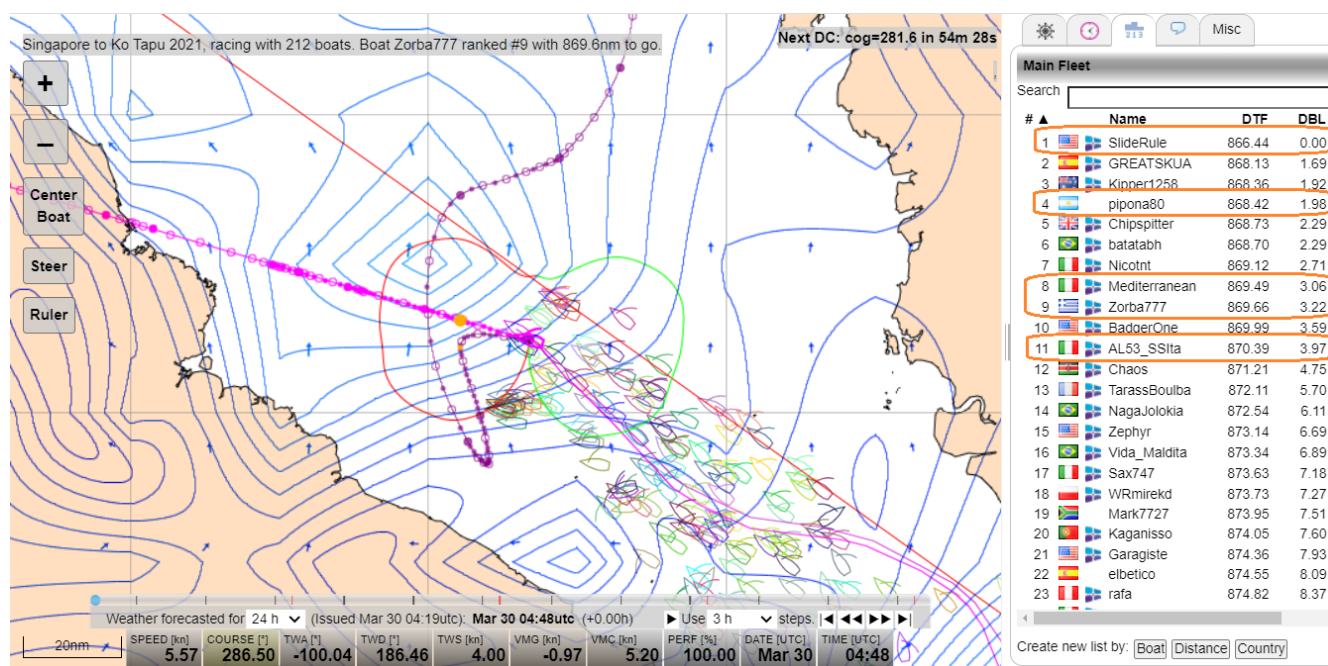 Singapore to Ko Tapu 2021, racing with 212 boats. Boat Zorba777 ranked #9 with 869.6nm to go.
Next DC: cog=281.6 in 54m 28s
+
–
Center
Boat
Steer
Ruler
20nm
Weather forecasted for 24 h (Issued Mar 30 04:19utc): Mar 30 04:48utc (+0.00h) Use 3 h steps.
SPEED [kn] COURSE [°] TWA [°] TWD [°] TWS [kn] VMG [kn] VMC [kn] PERF [%] DATE [UTC] TIME [UTC]
5.57 286.50 -100.04 186.46 4.00 -0.97 5.20 100.00 Mar 30 04:48
213 Misc
Main Fleet
Search
# ▲ Name DTF DBL
1 SlideRule 866.44 0.00
2 GREATSKUA 868.13 1.69
3 Kipper1258 868.36 1.92
4 pipona80 868.42 1.98
5 Chipspitter 868.73 2.29
6 batatabh 868.70 2.29
7 Nicotnt 869.12 2.71
8 Mediterranean 869.49 3.06
9 Zorba777 869.66 3.22
10 BadgerOne 869.99 3.59
11 AL53_SSIta 870.39 3.97
12 Chaos 871.21 4.75
13 TarassBoulba 872.11 5.70
14 NagaJolokia 872.54 6.11
15 Zephyr 873.14 6.69
16 Vida_Maldita 873.34 6.89
17 Sax747 873.63 7.18
18 WRmirekd 873.73 7.27
19 Mark7727 873.95 7.51
20 Kaganisso 874.05 7.60
21 Garagiste 874.36 7.93
22 elbetico 874.55 8.09
23 rafa 874.82 8.37
Create new list by: Boat Distance Country